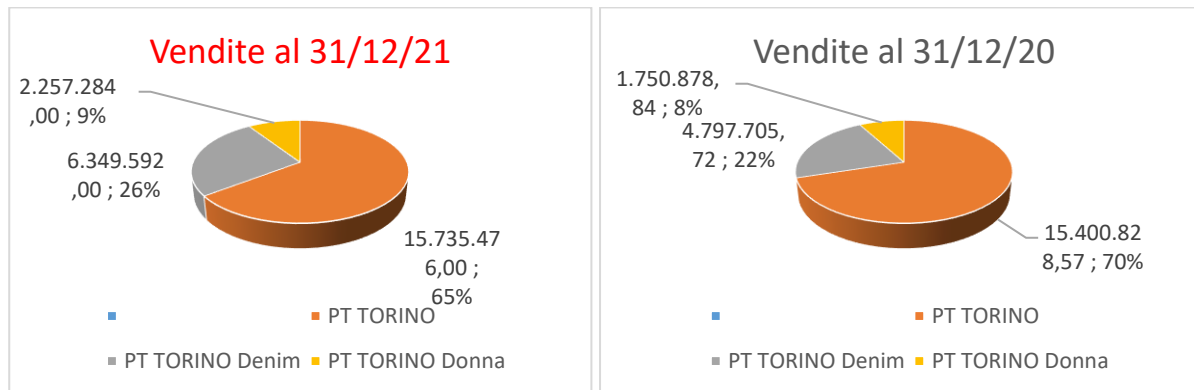 Vendite al 31/12/21
2.257.284
,00 ; 9%
6.349.592
,00 ; 26%
15.735.47
6,00 ;
65%
PT TORINO
PT TORINO Denim
PT TORINO Donna
Vendite al 31/12/20
1.750.878,
84 ; 8%
4.797.705,
72 ; 22%
15.400.82
8,57 ; 70%
PT TORINO
PT TORINO Denim
PT TORINO Donna